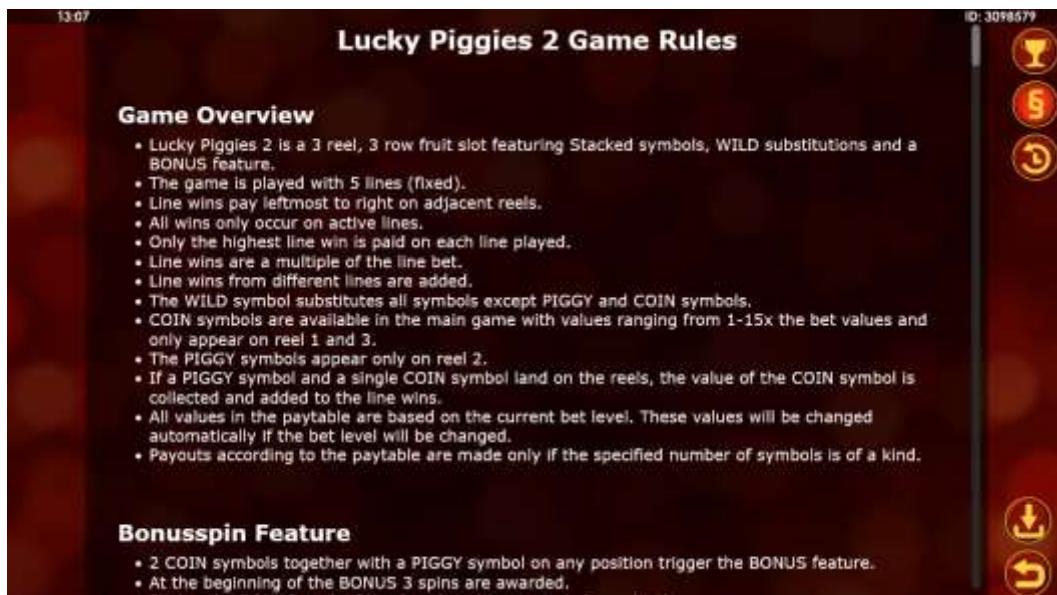 13:07
ID: 3098579
Lucky Piggies 2 Game Rules
Game Overview
• Lucky Piggies 2 is a 3 reel, 3 row fruit slot featuring Stacked symbols, WILD substitutions and a
BONUS feature.
• The game is played with 5 lines (fixed).
• Line wins pay leftmost to right on adjacent reels.
• All wins only occur on active lines.
• Only the highest line win is paid on each line played.
• Line wins are a multiple of the line bet.
• Line wins from different lines are added.
• The WILD symbol substitutes all symbols except PIGGY and COIN symbols.
• COIN symbols are available in the main game with values ranging from 1-15x the bet values and
only appear on reel 1 and 3.
• The PIGGY symbols appear only on reel 2.
• If a PIGGY symbol and a single COIN symbol land on the reels, the value of the COIN symbol is
collected and added to the line wins.
• All values in the paytable are based on the current bet level. These values will be changed
automatically if the bet level will be changed.
• Payouts according to the paytable are made only if the specified number of symbols is of a kind.
Bonusspin Feature
• 2 COIN symbols together with a PIGGY symbol on any position trigger the BONUS feature.
• At the beginning of the BONUS 3 spins are awarded.
§